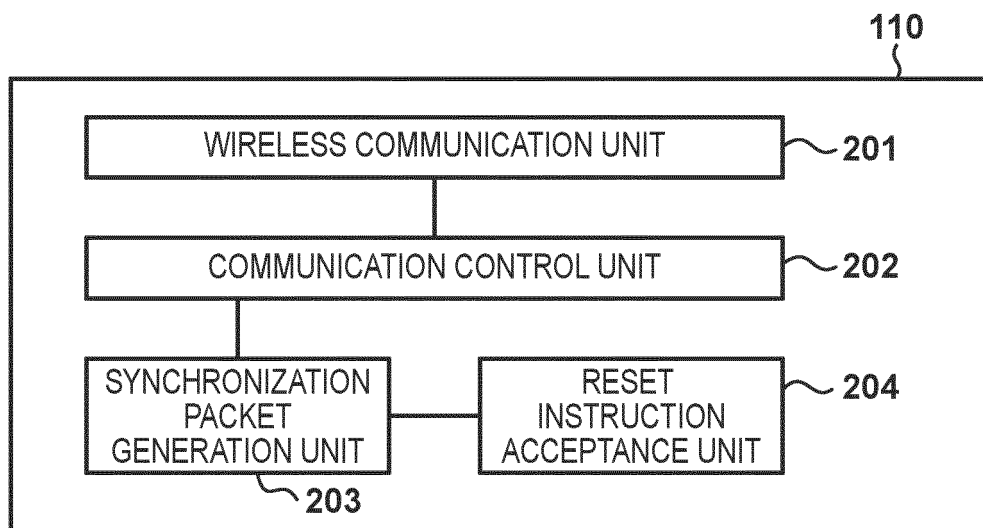 110
WIRELESS COMMUNICATION UNIT
201
COMMUNICATION CONTROL UNIT
202
SYNCHRONIZATION
PACKET
GENERATION UNIT
203
RESET
INSTRUCTION
ACCEPTANCE UNIT
204